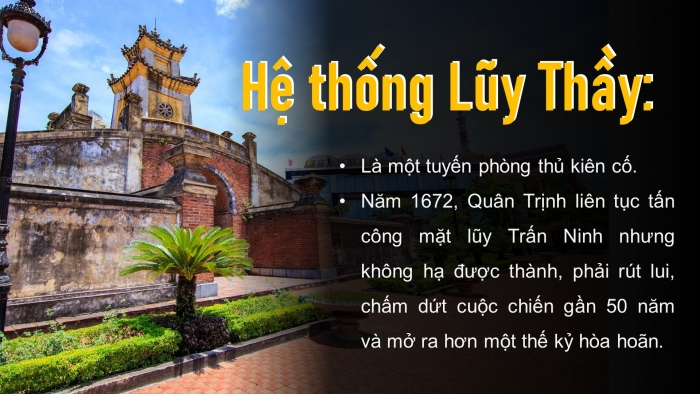 Hệ thống Lũy Thầy:
• Là một tuyến phòng thủ kiên cố.
• Năm 1672, Quân Trịnh liên tục tấn
công mặt lũy Trấn Ninh nhưng
không hạ được thành, phải rút lui,
chấm dứt cuộc chiến gần 50 năm
và mở ra hơn một thế kỷ hòa hoãn.